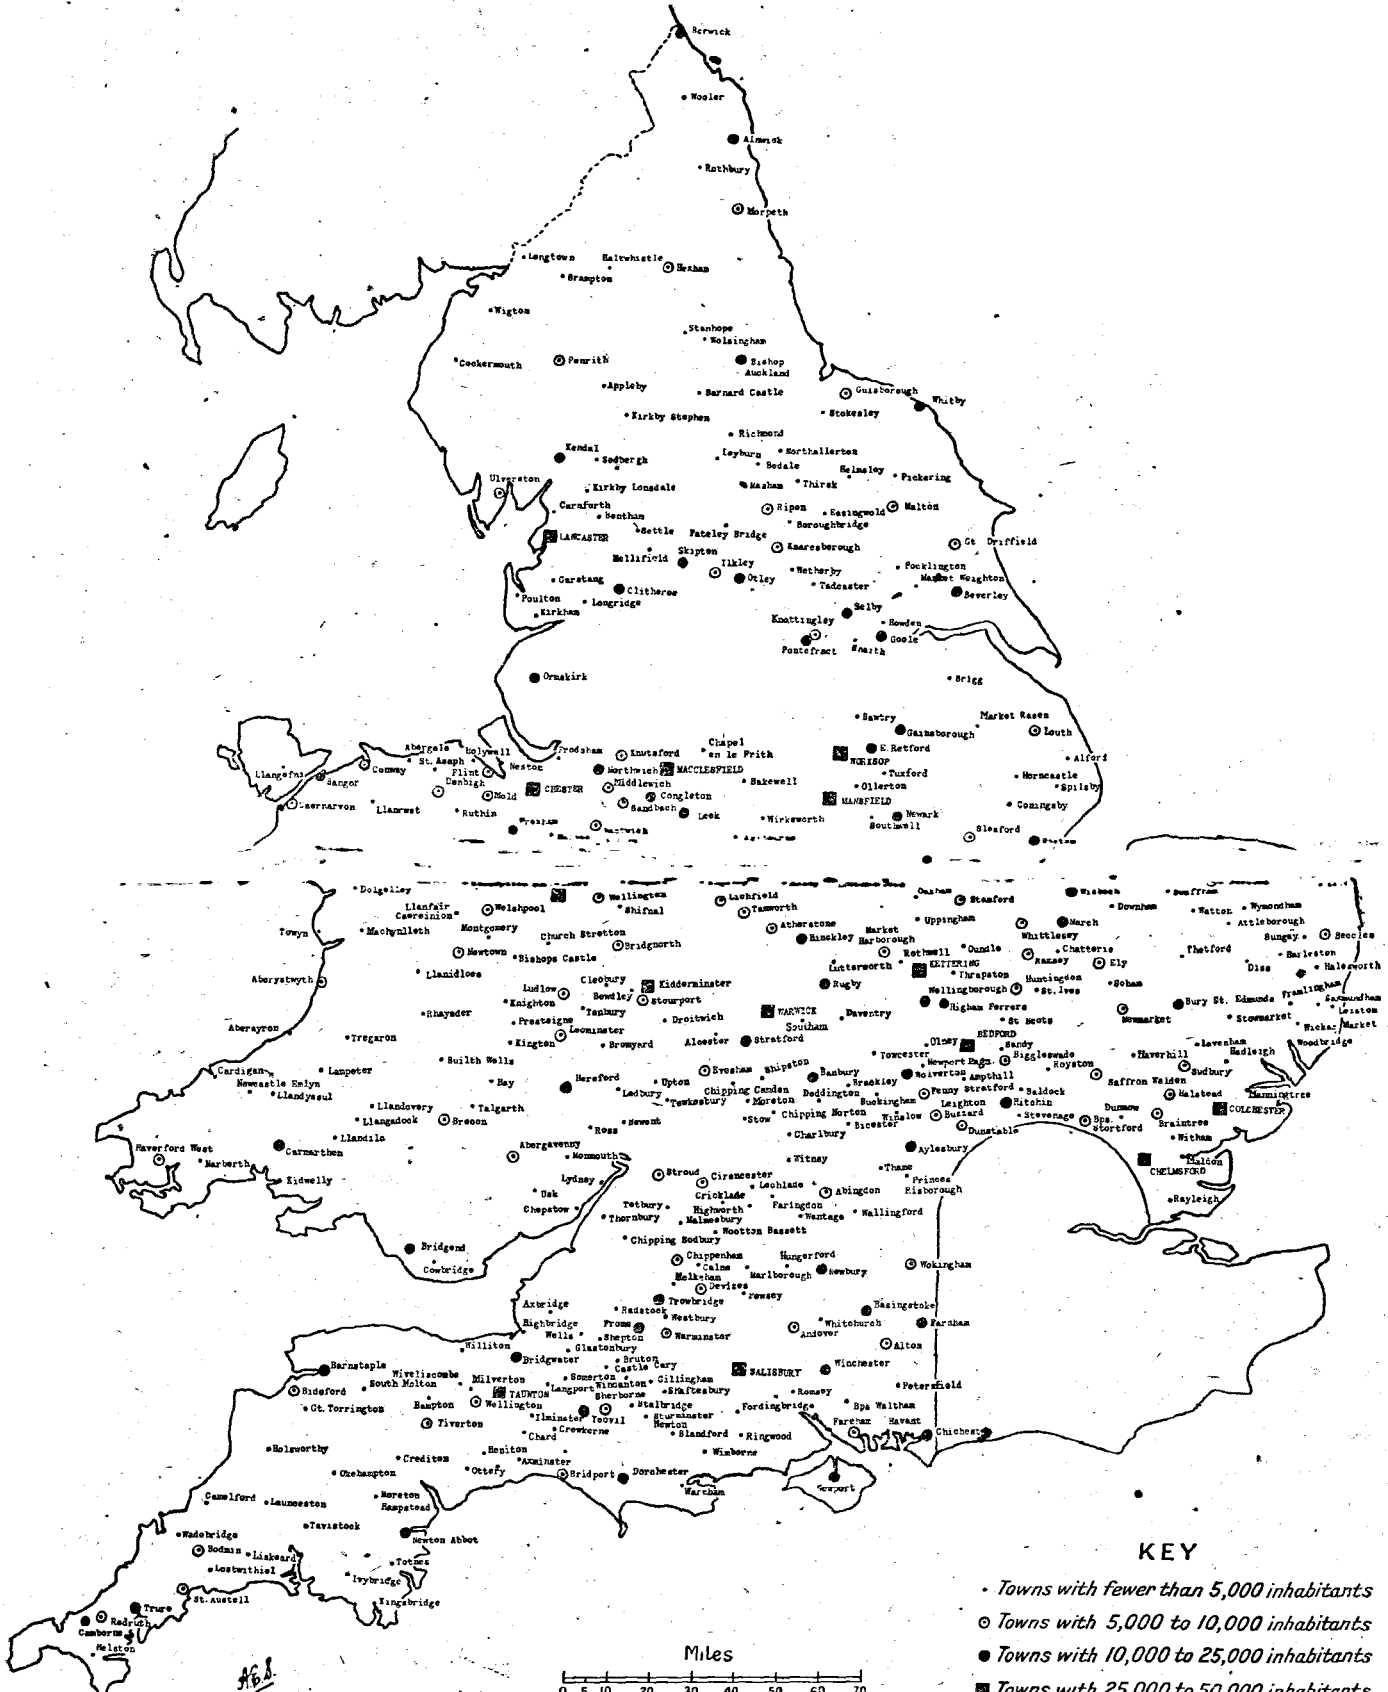 Berwick
Wooler
Alnwick
Rothbury
Morpeth
Longtown
Haltwhistle
Hexham
Brampton
Wigton
Stanhope
Wolsingham
Cockermouth
Penrith
Bishop
Auckland
Appleby
Barnard Castle
Guisborough
Whitby
Kirkby Stephen
Stokesley
Richmond
Kendal
Sedbergh
Leyburn
Northallerton
Bedale
Helmsley
Pickering
Ulverston
Kirkby Lonsdale
Masham
Thirsk
Carnforth
Bentham
Ripon
Easingwold
Malton
Boroughbridge
LANCASTER
Settle
Pateley Bridge
Knaresborough
Gt Driffield
Hellifield
Skipton
Ilkley
Otley
Wetherby
Tadcaster
Pocklington
Market Weighton
Beverley
Garstang
Clitheroe
Poulton
Longridge
Kirkham
Selby
Knottingley
Howden
Goole
Pontefract
Snaith
Ormskirk
Brigg
Bawtry
Gainsborough
Market Rasen
Louth
Abergele
Holywell
St. Asaph
Frodsham
Knutsford
Chapel
en le Frith
WORKSOP
E. Retford
Alford
Llangefni
Bangor
Conway
Flint
Neston
Northwich
MACCLESFIELD
Bakewell
Tuxford
Horncastle
Denbigh
Mold
CHESTER
Middlewich
Congleton
Sandbach
Ollerton
MANSFIELD
Spilsby
Caernarvon
Llanrwst
Ruthin
Leek
Wirksworth
Newark
Southwell
Coningsby
Wrexham
Nantwich
Sleaford
Dolgelley
Llanfair
Caereinion
Welshpool
Wellington
Shifnal
Lichfield
Tamworth
Oakham
Stamford
Wisbech
Downham
Swaffham
Watton
Wymondham
Attleborough
Towyn
Machynlleth
Montgomery
Church Stretton
Bridgnorth
Atherstone
Hinckley
Market
Harborough
Uppingham
Whittlesey
March
Bungay
Beccles
Newtown
Bishops Castle
Rothwell
Oundle
Ramsey
Chatteris
Ely
Thetford
Diss
Harleston
Halesworth
Aberystwyth
Llanidloes
Cleobury
Kidderminster
Lutterworth
KETTERING
Thrapston
Huntingdon
Ludlow
Bewdley
Stourport
Rugby
Wellingborough
St. Ives
Soham
Framlingham
Knighton
Tenbury
Higham Ferrers
Newmarket
Bury St. Edmunds
Saxmundham
Leiston
Rhayader
Presteigne
Droitwich
WARWICK
Daventry
St Neots
Stowmarket
Wickham Market
Aberayron
Tregaron
Leominster
Kington
Bromyard
Alcester
Stratford
Southam
Olney
BEDFORD
Sandy
Lavenham
Hadleigh
Woodbridge
Builth Wells
Towcester
Newport Pagn.
Biggleswade
Royston
Haverhill
Sudbury
Cardigan
Newcastle Emlyn
Lampeter
Llandysul
Hay
Hereford
Ledbury
Upton
Evesham
Shipston
Banbury
Wolverton
Ampthill
Saffron Walden
Halstead
Manningtree
Tewkesbury
Chipping Camden
Moreton
Deddington
Brackley
Buckingham
Fenny Stratford
Baldock
Hitchin
COLCHESTER
Llandovery
Talgarth
Llangadock
Brecon
Ross
Newent
Stow
Chipping Norton
Winslow
Leighton
Buzzard
Stevenage
Bps.
Stortford
Dunmow
Braintree
Llandilo
Charlbury
Bicester
Dunstable
Witham
Haverford West
Narberth
Carmarthen
Abergavenny
Monmouth
Witney
Aylesbury
Maldon
CHELMSFORD
Kidwelly
Lydney
Stroud
Cirencester
Thame
Princes
Risborough
Rayleigh
Usk
Chepstow
Tetbury
Cricklade
Lechlade
Abingdon
Highworth
Faringdon
Wantage
Wallingford
Thornbury
Malmesbury
Wootton Bassett
Bridgend
Cowbridge
Chipping Sodbury
Chippenham
Calne
Hungerford
Marlborough
Newbury
Wokingham
Melksham
Devizes
Axbridge
Radstock
Trowbridge
Pewsey
Westbury
Basingstoke
Highbridge
Frome
Whitchurch
Andover
Farnham
Wells
Shepton
Warminster
Alton
Williton
Glastonbury
Barnstaple
Bridgwater
Bruton
Castle Cary
SALISBURY
Winchester
Wiveliscombe
South Molton
Milverton
Somerton
Wincanton
Gillingham
Bideford
TAUNTON
Langport
Sherborne
Shaftesbury
Romsey
Petersfield
Gt. Torrington
Bampton
Wellington
Stalbridge
Fordingbridge
Bps Waltham
Tiverton
Ilminster
Yeovil
Sturminster
Newton
Fareham
Havant
Crewkerne
Blandford
Ringwood
Chichest
Chard
Holsworthy
Honiton
Wimborne
Crediton
Axminster
Okehampton
Ottery
Bridport
Dorchester
Wareham
Newport
Camelford
Launceston
Moreton
Hampstead
Tavistock
Newton Abbot
Wadebridge
Bodmin
Liskeard
Totnes
Lostwithiel
Ivybridge
St. Austell
Kingsbridge
Truro
Redruth
Camborne
Helston
KEY
Towns with fewer than 5,000 inhabitants
Towns with 5,000 to 10,000 inhabitants
Towns with 10,000 to 25,000 inhabitants
Towns with 25,000 to 50,000 inhabitants
Miles
0 5 10 20 30 40 50 60 70